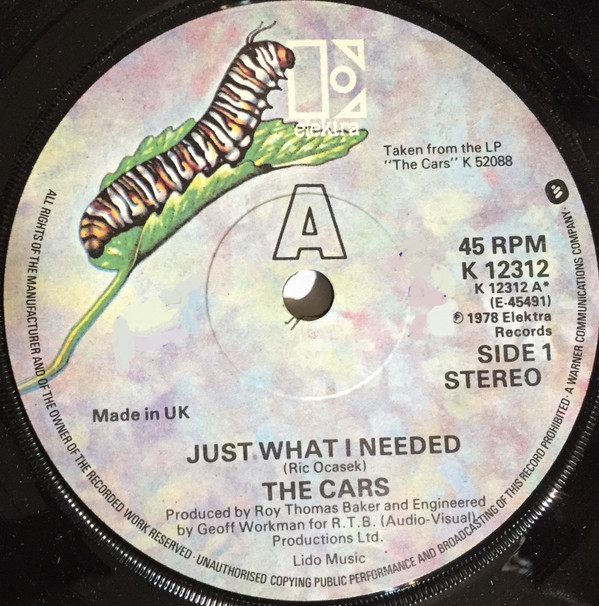 elektra
Taken from the LP
"The Cars" K 52088
A
45 RPM
K 12312
K 12312 A*
(E-45491)
℗ 1978 Elektra
Records
SIDE 1
STEREO
Made in UK
JUST WHAT I NEEDED
(Ric Ocasek)
THE CARS
Produced by Roy Thomas Baker and Engineered
by Geoff Workman for R.T.B. (Audio-Visual)
Productions Ltd.
Lido Music
ALL RIGHTS OF THE MANUFACTURER AND OF THE OWNER OF THE RECORDED WORK RESERVED · UNAUTHORISED COPYING PUBLIC PERFORMANCE AND BROADCASTING OF THIS RECORD PROHIBITED · A WARNER COMMUNICATIONS COMPANY ·